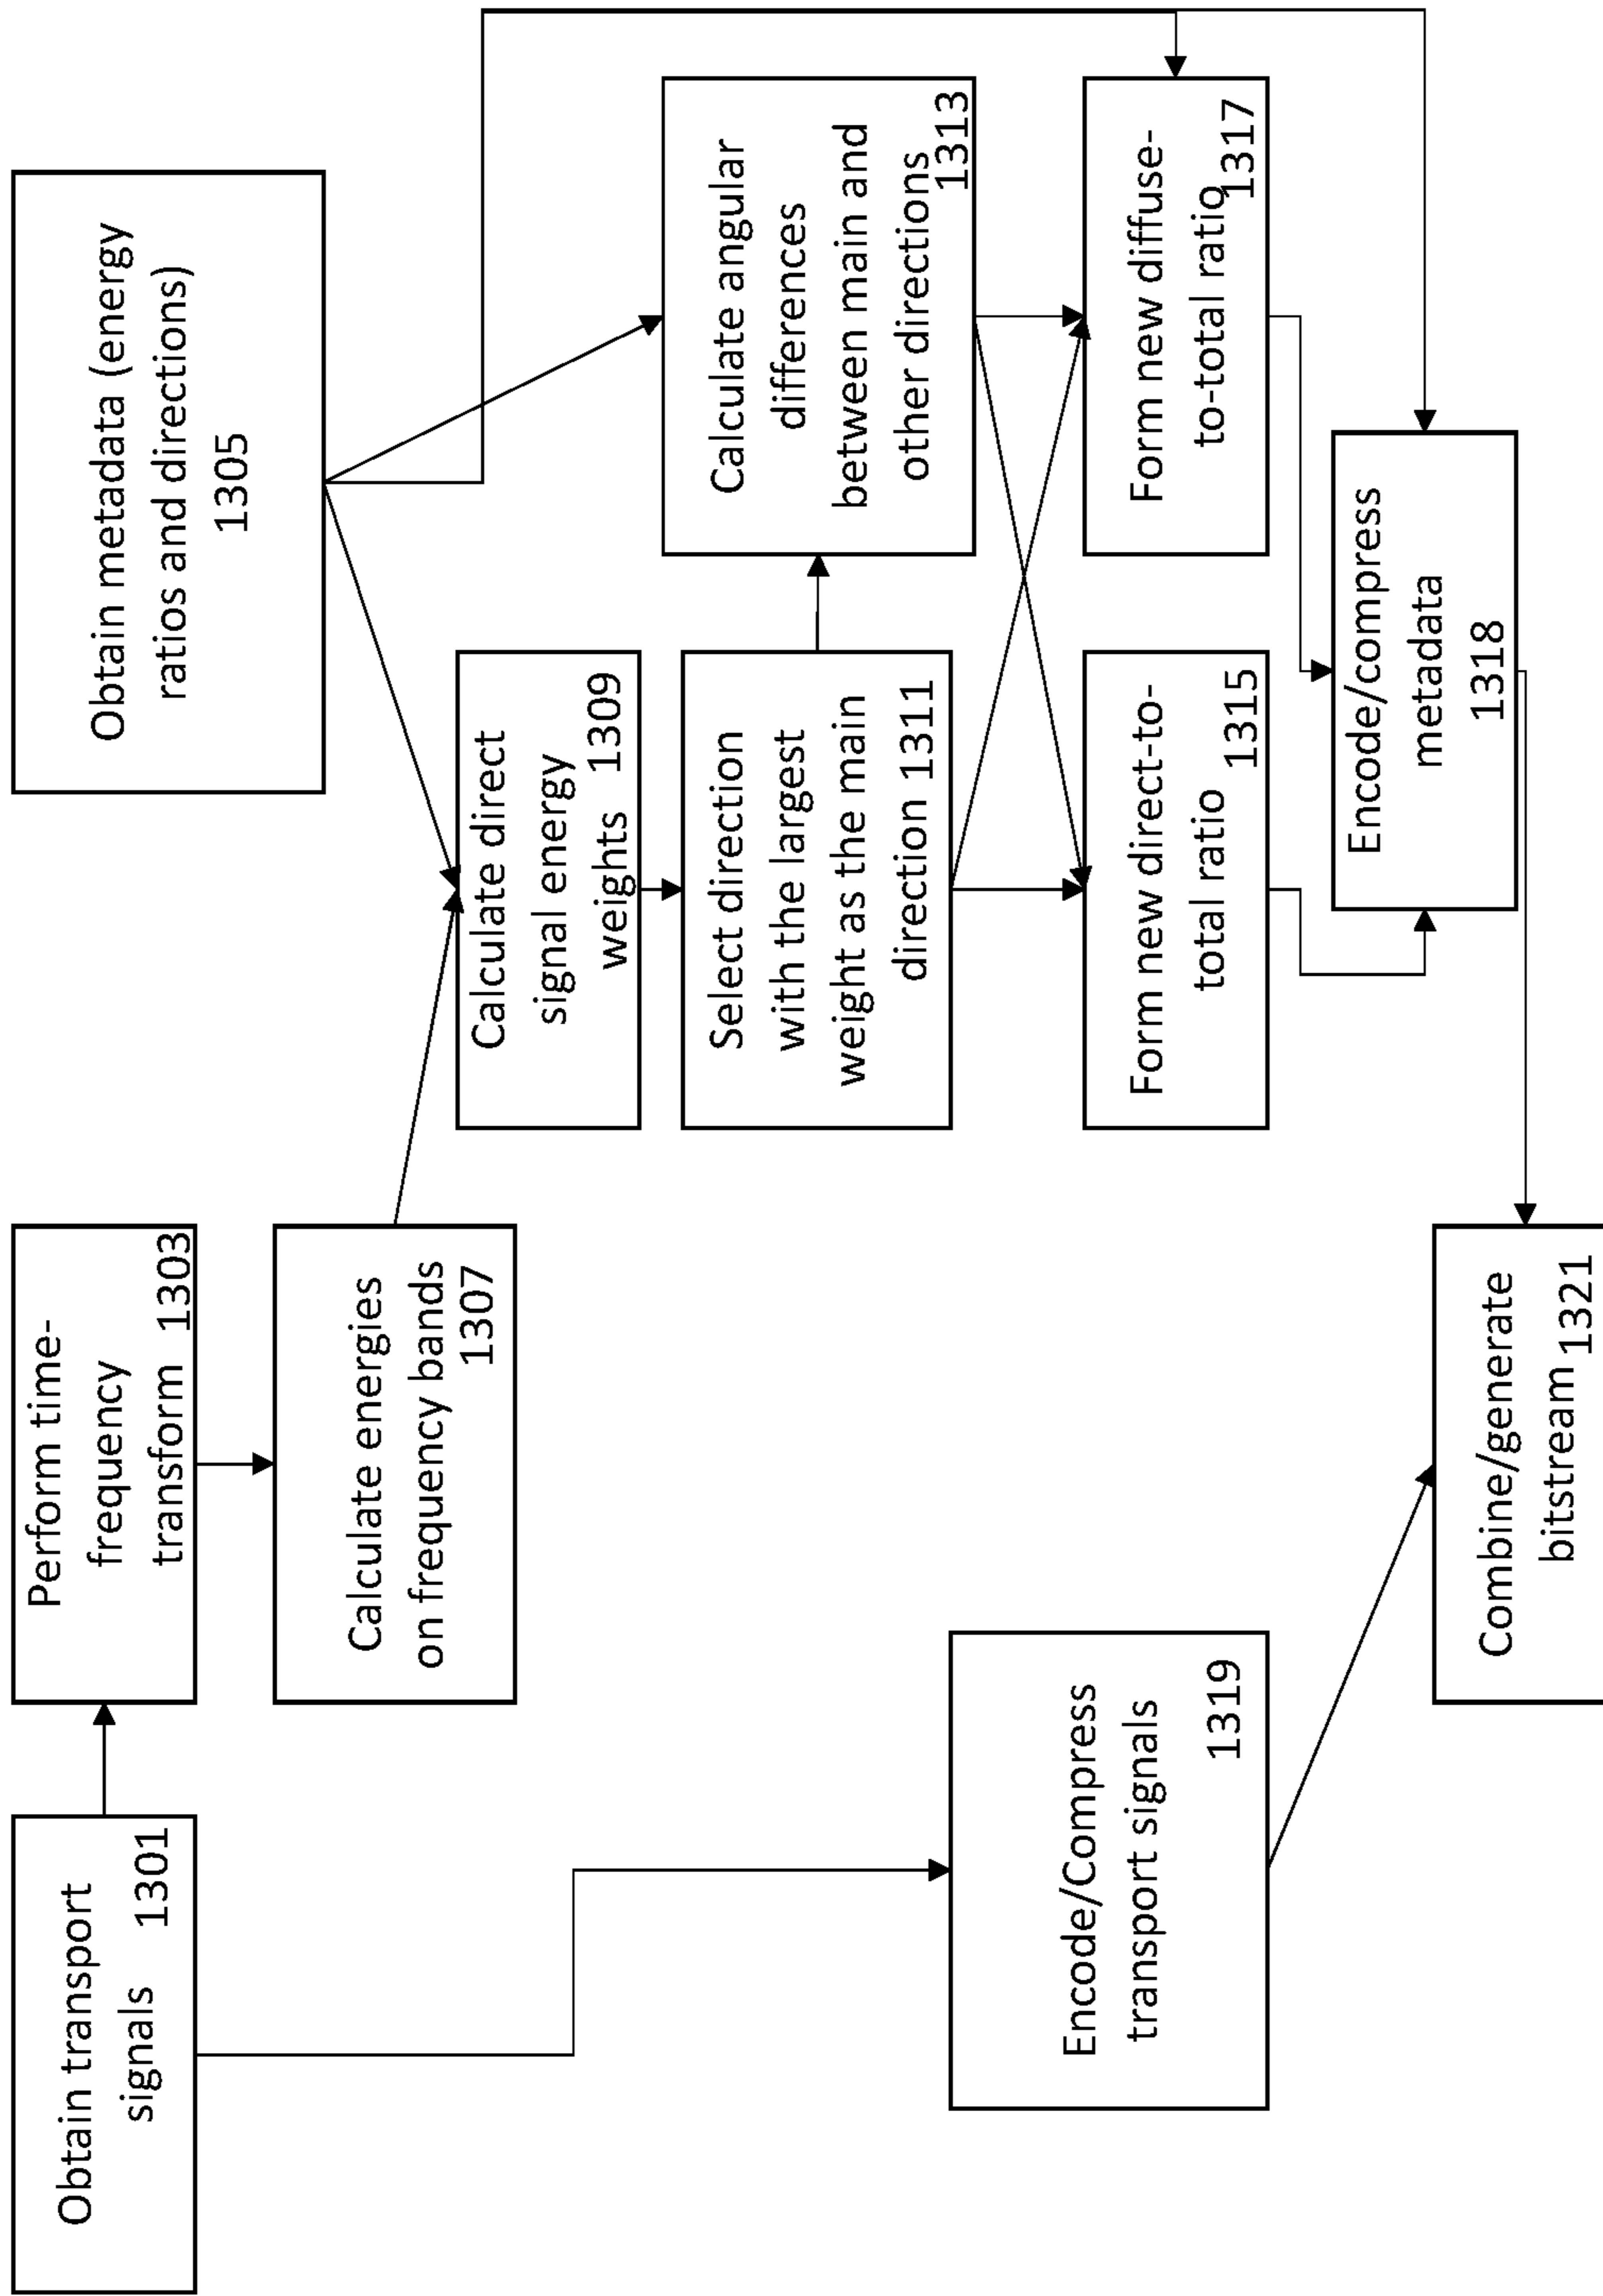 Obtain transport
signals 1301
Perform time-
frequency
transform 1303
Obtain metadata (energy
ratios and directions)
1305
Calculate energies
on frequency bands
1307
Calculate direct
signal energy
weights 1309
Select direction
with the largest
weight as the main
direction 1311
Calculate angular
differences
between main and
other directions
1313
Encode/Compress
transport signals
1319
Form new direct-to-
total ratio
1315
Form new diffuse-
to-total ratio
1317
Encode/compress
metadata
1318
Combine/generate
bitstream 1321